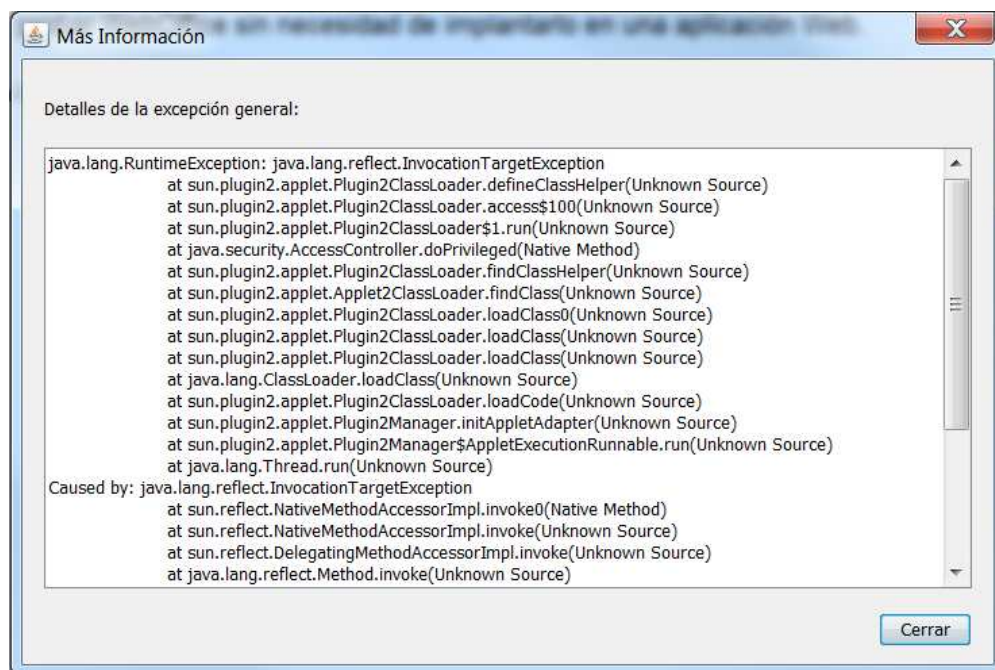 sin necesidad de implantarlo en una aplicación Web.
Más Información
Detalles de la excepción general:
java.lang.RuntimeException: java.lang.reflect.InvocationTargetException
at sun.plugin2.applet.Plugin2ClassLoader.defineClassHelper(Unknown Source)
at sun.plugin2.applet.Plugin2ClassLoader.access$100(Unknown Source)
at sun.plugin2.applet.Plugin2ClassLoader$1.run(Unknown Source)
at java.security.AccessController.doPrivileged(Native Method)
at sun.plugin2.applet.Plugin2ClassLoader.findClassHelper(Unknown Source)
at sun.plugin2.applet.Applet2ClassLoader.findClass(Unknown Source)
at sun.plugin2.applet.Plugin2ClassLoader.loadClass0(Unknown Source)
at sun.plugin2.applet.Plugin2ClassLoader.loadClass(Unknown Source)
at sun.plugin2.applet.Plugin2ClassLoader.loadClass(Unknown Source)
at java.lang.ClassLoader.loadClass(Unknown Source)
at sun.plugin2.applet.Plugin2ClassLoader.loadCode(Unknown Source)
at sun.plugin2.applet.Plugin2Manager.initAppletAdapter(Unknown Source)
at sun.plugin2.applet.Plugin2Manager$AppletExecutionRunnable.run(Unknown Source)
at java.lang.Thread.run(Unknown Source)
Caused by: java.lang.reflect.InvocationTargetException
at sun.reflect.NativeMethodAccessorImpl.invoke0(Native Method)
at sun.reflect.NativeMethodAccessorImpl.invoke(Unknown Source)
at sun.reflect.DelegatingMethodAccessorImpl.invoke(Unknown Source)
at java.lang.reflect.Method.invoke(Unknown Source)
Cerrar